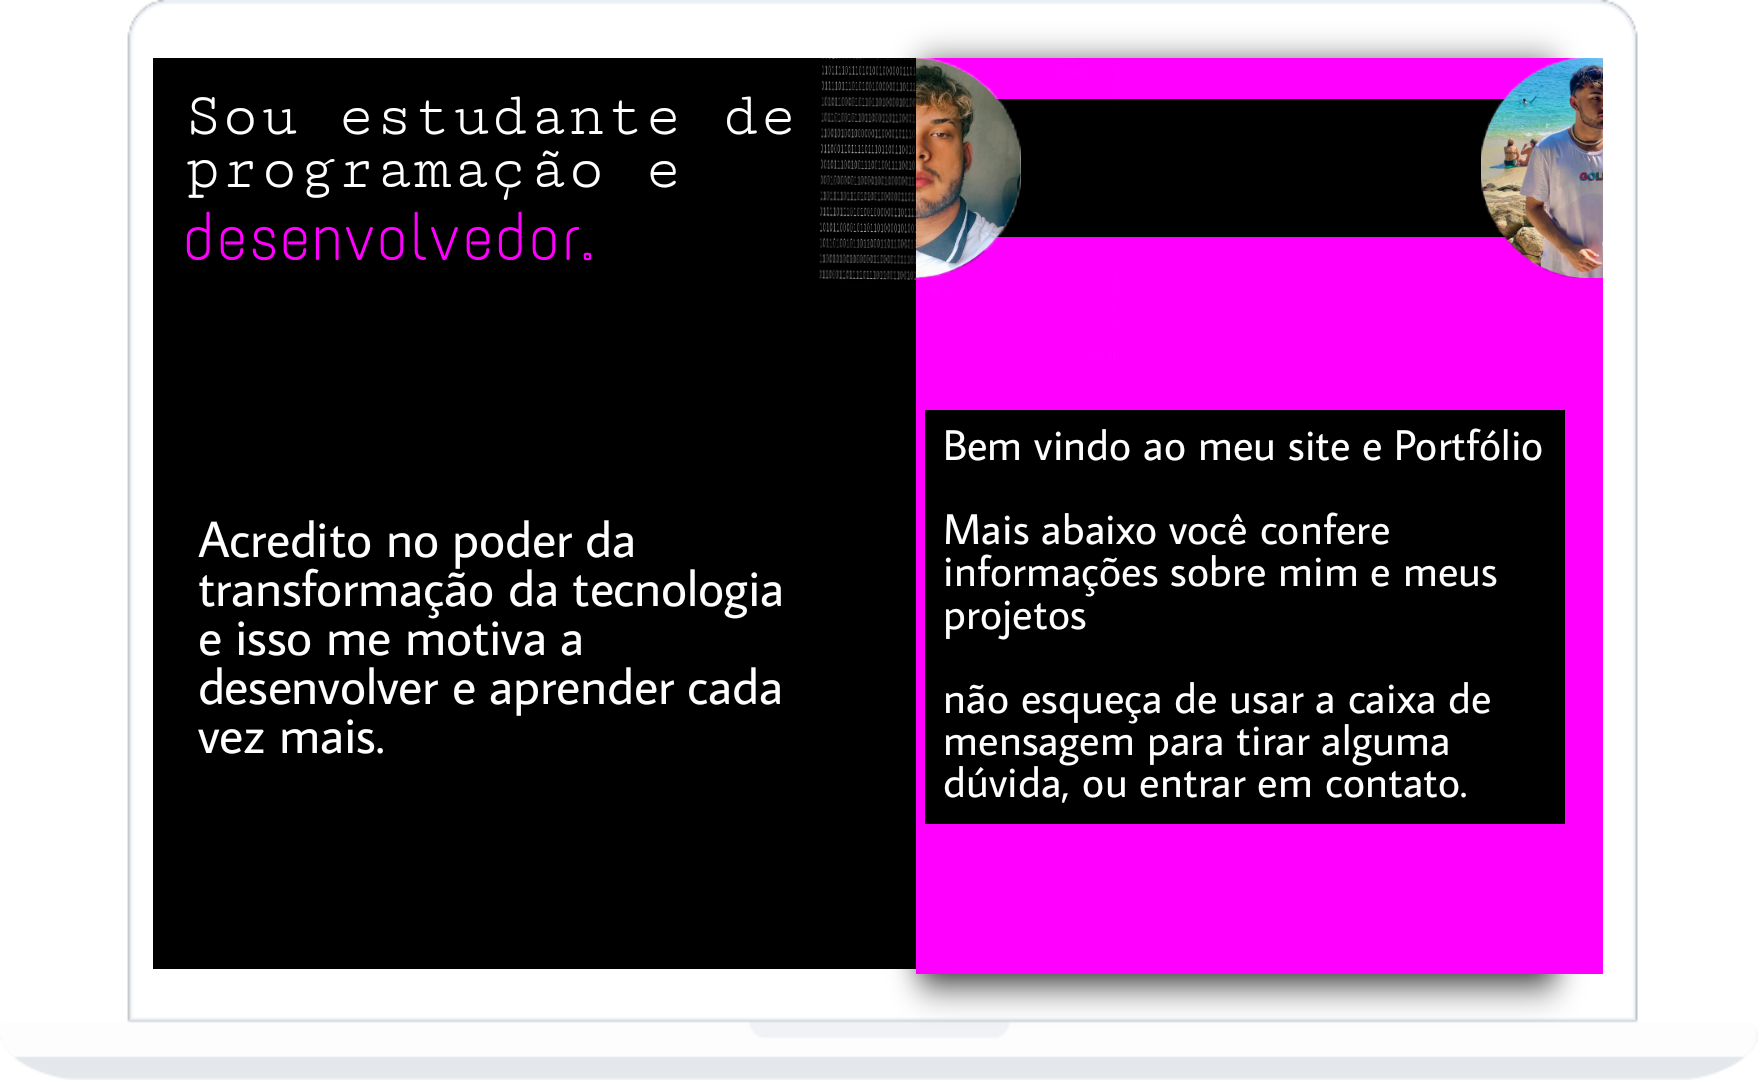 Sou estudante de
programação e
desenvolvedor.
Acredito no poder da
transformação da tecnologia
e isso me motiva a
desenvolver e aprender cada
vez mais.
Bem vindo ao meu site e Portfólio
Mais abaixo você confere
informações sobre mim e meus
projetos
não esqueça de usar a caixa de
mensagem para tirar alguma
dúvida, ou entrar em contato.